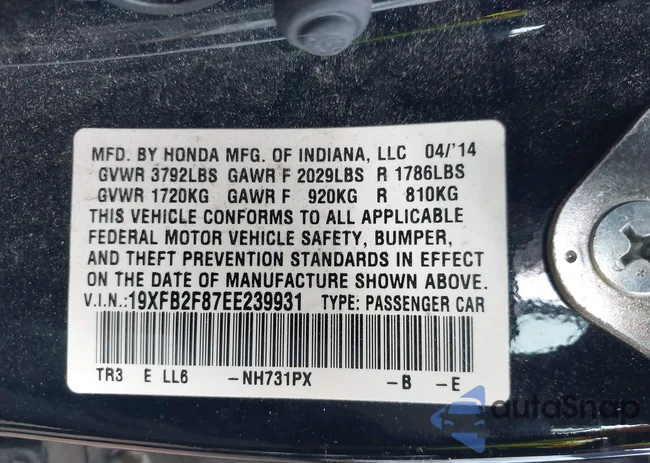 MFD. BY HONDA MFG. OF INDIANA, LLC 04/'14
GVWR 3792LBS GAWR F 2029LBS R 1786LBS
GVWR 1720KG GAWR F 920KG R 810KG
THIS VEHICLE CONFORMS TO ALL APPLICABLE
FEDERAL MOTOR VEHICLE SAFETY, BUMPER,
AND THEFT PREVENTION STANDARDS IN EFFECT
ON THE DATE OF MANUFACTURE SHOWN ABOVE.
V.I.N.:19XFB2F87EE239931 TYPE: PASSENGER CAR
TR3 E LL6 -NH731PX -B -E
autoSnap